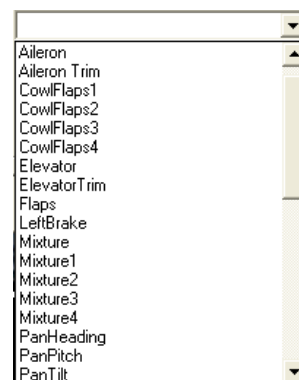 Aileron
Aileron Trim
CowlFlaps1
CowlFlaps2
CowlFlaps3
CowlFlaps4
Elevator
ElevatorTrim
Flaps
LeftBrake
Mixture
Mixture1
Mixture2
Mixture3
Mixture4
PanHeading
PanPitch
PanTilt